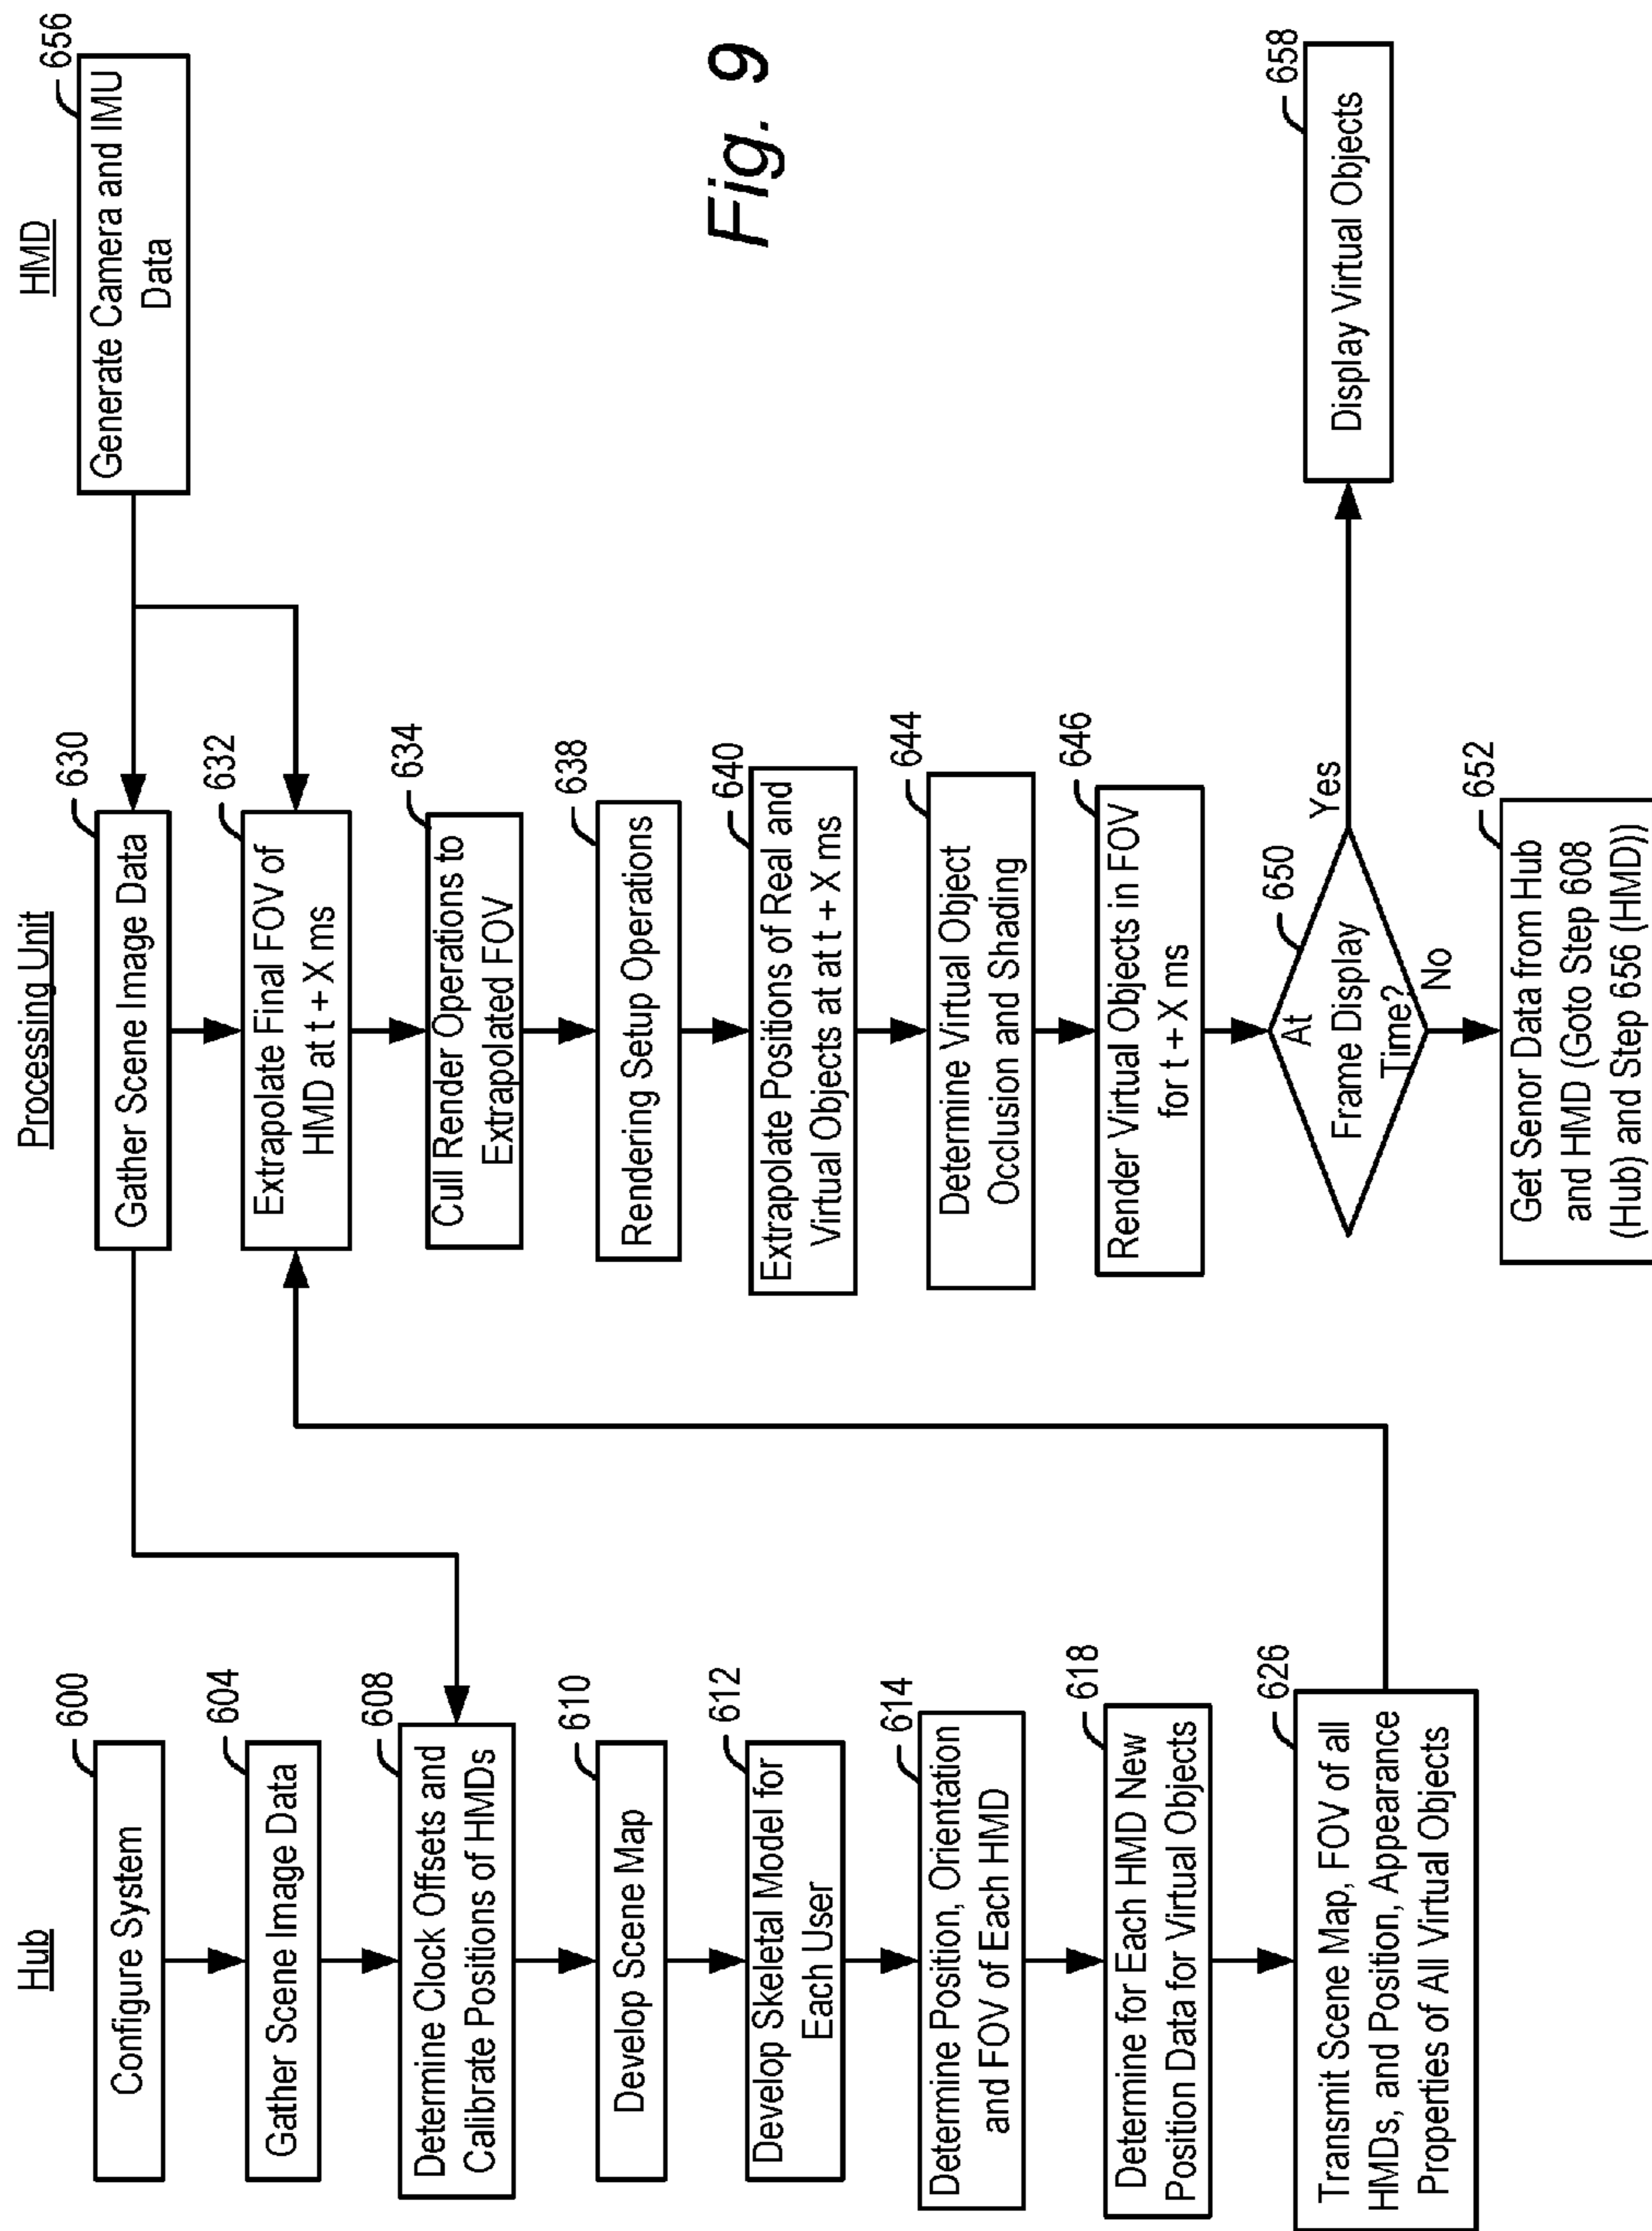 Hub
600
Configure System
604
Gather Scene Image Data
608
Determine Clock Offsets and
Calibrate Positions of HMDs
610
Develop Scene Map
612
Develop Skeletal Model for
Each User
614
Determine Position, Orientation
and FOV of Each HMD
618
Determine for Each HMD New
Position Data for Virtual Objects
626
Transmit Scene Map, FOV of all
HMDs, and Position, Appearance
Properties of All Virtual Objects
Processing Unit
630
Gather Scene Image Data
632
Extrapolate Final FOV of
HMD at t + X ms
634
Cull Render Operations to
Extrapolated FOV
638
Rendering Setup Operations
640
Extrapolate Positions of Real and
Virtual Objects at at t + X ms
644
Determine Virtual Object
Occlusion and Shading
646
Render Virtual Objects in FOV
for t + X ms
650
At
Frame Display
Time?
Yes
No
652
Get Senor Data from Hub
and HMD (Goto Step 608
(Hub) and Step 656 (HMD))
HMD
656
Generate Camera and IMU
Data
658
Display Virtual Objects
Fig. 9